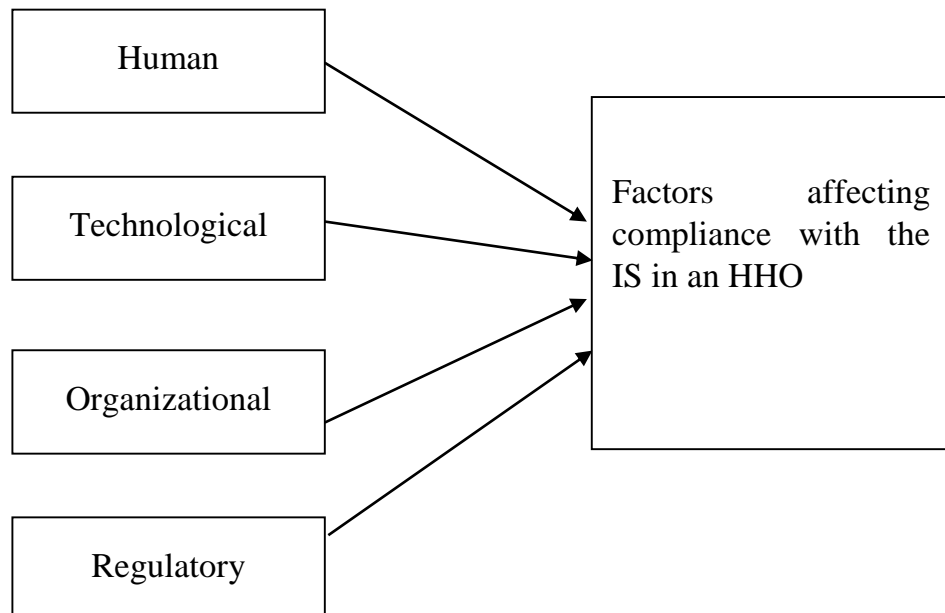 Human
Technological
Organizational
Regulatory
Factors affecting
compliance with the
IS in an HHO